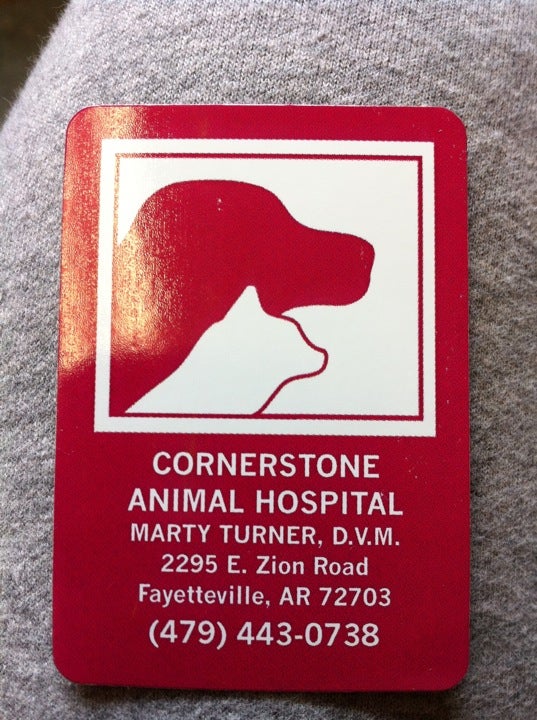 CORNERSTONE
ANIMAL HOSPITAL
MARTY TURNER, D.V.M.
2295 E. Zion Road
Fayetteville, AR 72703
(479) 443-0738